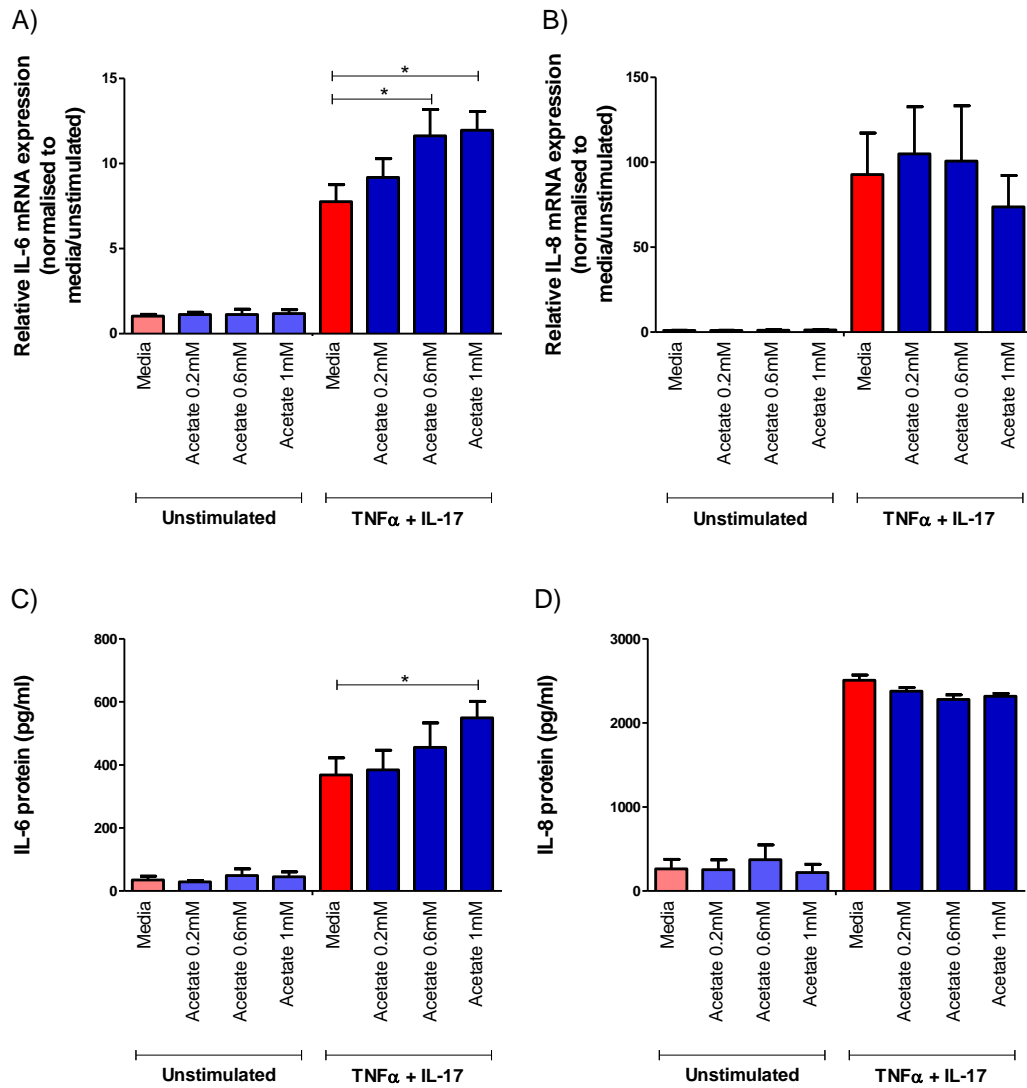 A)
Relative IL-6 mRNA expression
(normalised to
media/unstimulated)
15
10
5
0
*
*
Media
Acetate 0.2mM
Acetate 0.6mM
Acetate 1mM
Media
Acetate 0.2mM
Acetate 0.6mM
Acetate 1mM
Unstimulated
TNFα + IL-17
B)
Relative IL-8 mRNA expression
(normalised to
media/unstimulated)
150
100
50
0
Media
Acetate 0.2mM
Acetate 0.6mM
Acetate 1mM
Media
Acetate 0.2mM
Acetate 0.6mM
Acetate 1mM
Unstimulated
TNFα + IL-17
C)
IL-6 protein (pg/ml)
800
600
400
200
0
*
Media
Acetate 0.2mM
Acetate 0.6mM
Acetate 1mM
Media
Acetate 0.2mM
Acetate 0.6mM
Acetate 1mM
Unstimulated
TNFα + IL-17
D)
IL-8 protein (pg/ml)
3000
2000
1000
0
Media
Acetate 0.2mM
Acetate 0.6mM
Acetate 1mM
Media
Acetate 0.2mM
Acetate 0.6mM
Acetate 1mM
Unstimulated
TNFα + IL-17